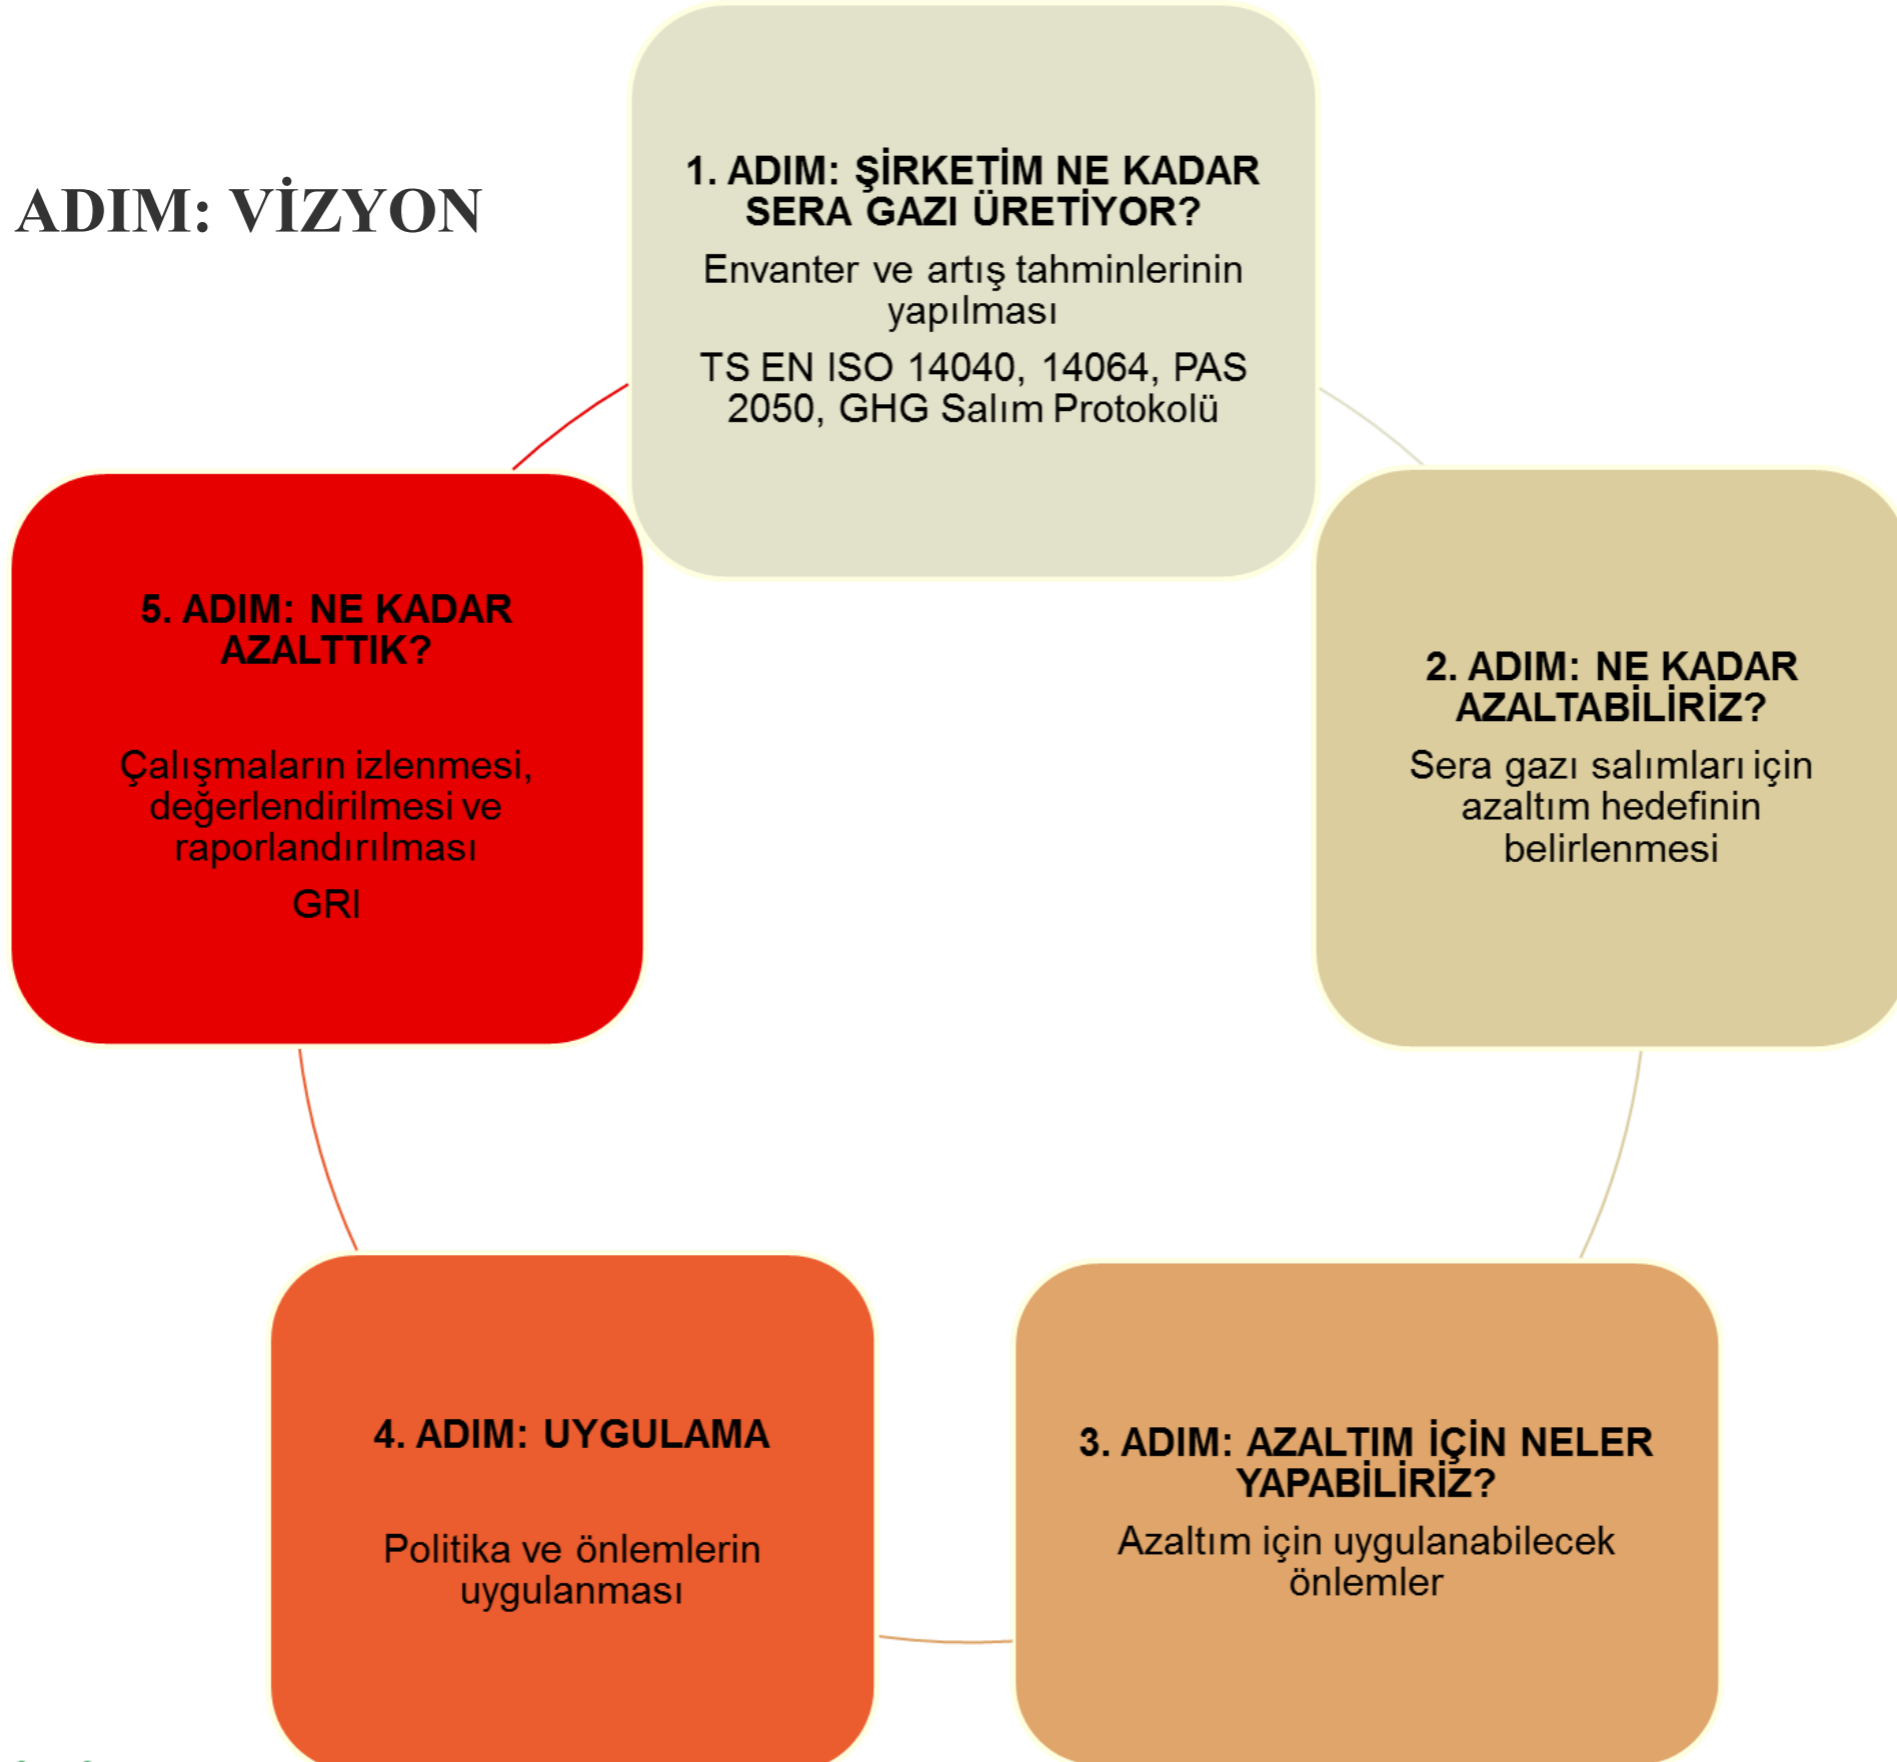 ADIM: VİZYON
1. ADIM: ŞİRKETİM NE KADAR
SERA GAZI ÜRETİYOR?
Envanter ve artış tahminlerinin
yapılması
TS EN ISO 14040, 14064, PAS
2050, GHG Salım Protokolü
2. ADIM: NE KADAR
AZALTABİLİRİZ?
Sera gazı salımları için
azaltım hedefinin
belirlenmesi
3. ADIM: AZALTIM İÇİN NELER
YAPABİLİRİZ?
Azaltım için uygulanabilecek
önlemler
4. ADIM: UYGULAMA
Politika ve önlemlerin
uygulanması
5. ADIM: NE KADAR
AZALTTIK?
Çalışmaların izlenmesi,
değerlendirilmesi ve
raporlandırılması
GRI